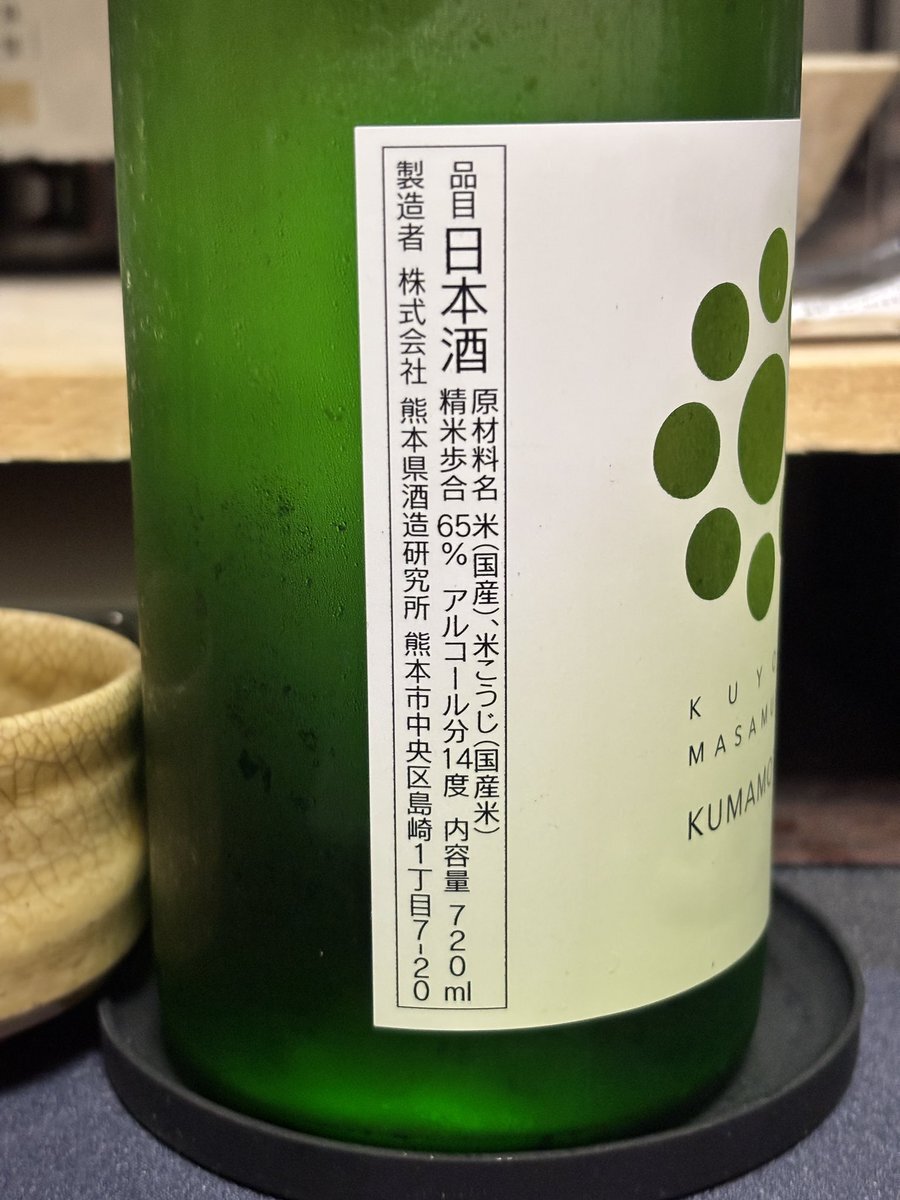 品目 日本酒
原材料名 米(国産)、米こうじ(国産米)
精米歩合 65% アルコール分14度 内容量 720ml
製造者 株式会社 熊本県酒造研究所 熊本市中央区島崎1丁目7-20
KUYO
MASAMU
KUMAMO